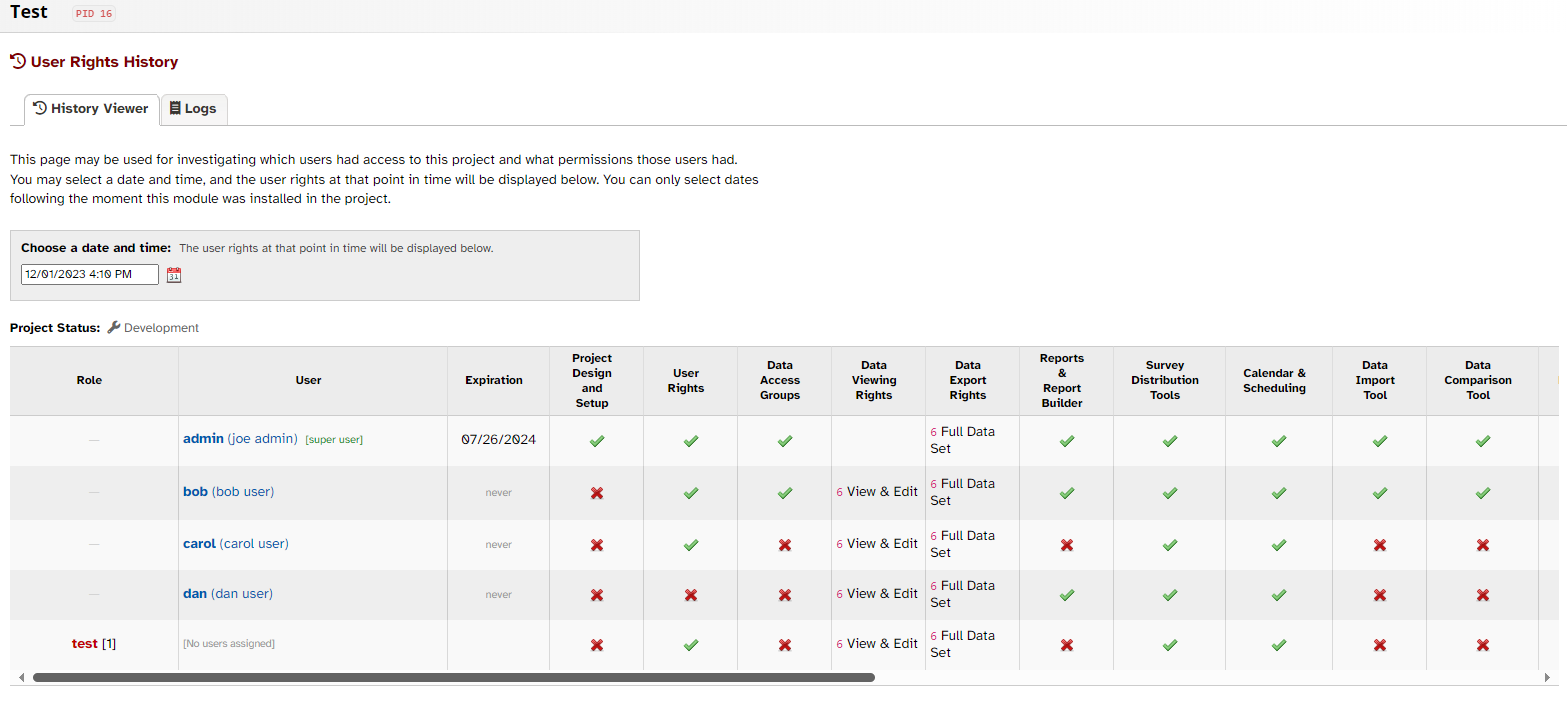 Test PID 16
User Rights History
History Viewer Logs
This page may be used for investigating which users had access to this project and what permissions those users had.
You may select a date and time, and the user rights at that point in time will be displayed below. You can only select dates
following the moment this module was installed in the project.
Choose a date and time: The user rights at that point in time will be displayed below.
12/01/2023 4:10 PM
31
Project Status: Development
Role
User
Expiration
Project
Design
and
Setup
User
Rights
Data
Access
Groups
Data
Viewing
Rights
Data
Export
Rights
Reports
&
Report
Builder
Survey
Distribution
Tools
Calendar &
Scheduling
Data
Import
Tool
Data
Comparison
Tool
— admin (joe admin) [super user] 07/26/2024 6 Full Data
Set
— bob (bob user) never 6 View & Edit 6 Full Data
Set
— carol (carol user) never 6 View & Edit 6 Full Data
Set
— dan (dan user) never 6 View & Edit 6 Full Data
Set
test [1] [No users assigned] 6 View & Edit 6 Full Data
Set